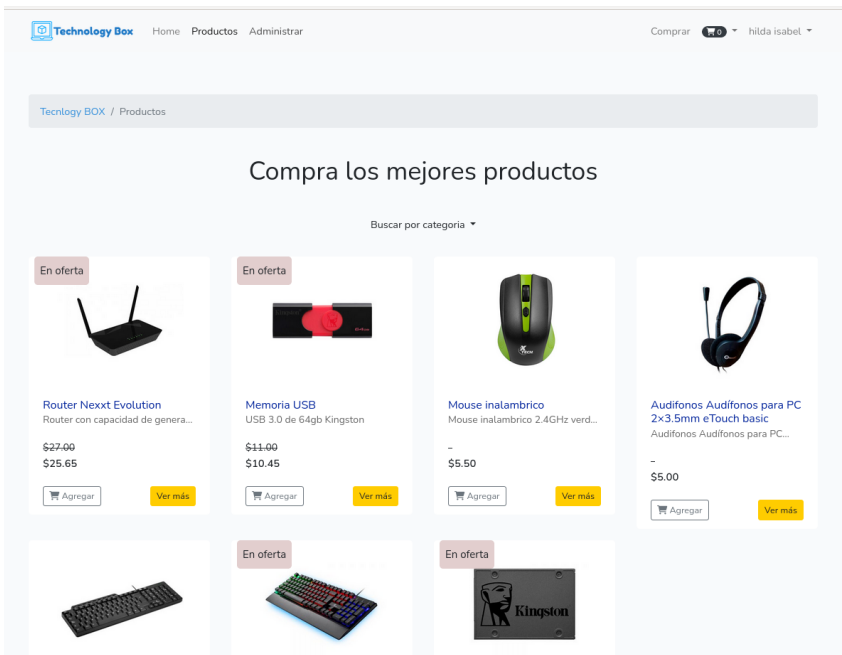 Technology Box Home Productos Administrar Comprar 0 hilda isabel
Tecnlogy BOX / Productos
Compra los mejores productos
Buscar por categoria
En oferta
Router Nexxt Evolution
Router con capacidad de genera...
$27.00
$25.65
Agregar Ver más
En oferta
Memoria USB
USB 3.0 de 64gb Kingston
$11.00
$10.45
Agregar Ver más
XTECH
Mouse inalambrico
Mouse inalambrico 2.4GHz verd...
-
$5.50
Agregar Ver más
Audifonos Audífonos para PC
2×3.5mm eTouch basic
Audifonos Audífonos para PC...
-
$5.00
Agregar Ver más
En oferta
En oferta
Kingston